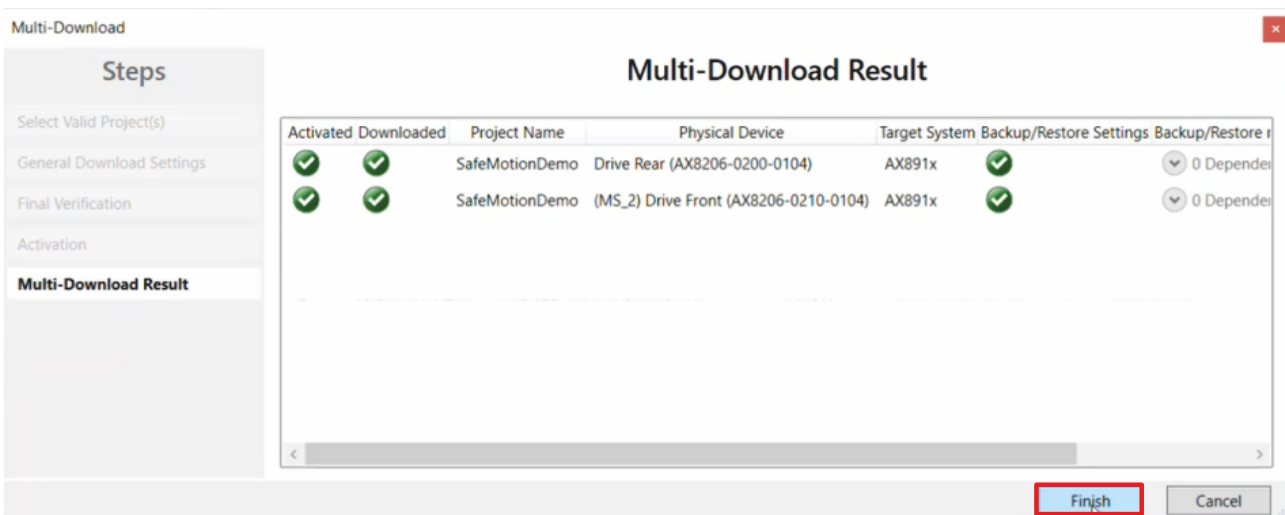 Multi-Download
Steps
Select Valid Project(s)
General Download Settings
Final Verification
Activation
Multi-Download Result
Multi-Download Result
Activated Downloaded Project Name Physical Device Target System Backup/Restore Settings Backup/Restore
SafeMotionDemo Drive Rear (AX8206-0200-0104) AX891x 0
SafeMotionDemo (MS_2) Drive Front (AX8206-0210-0104) AX891x 0
Finish Cancel